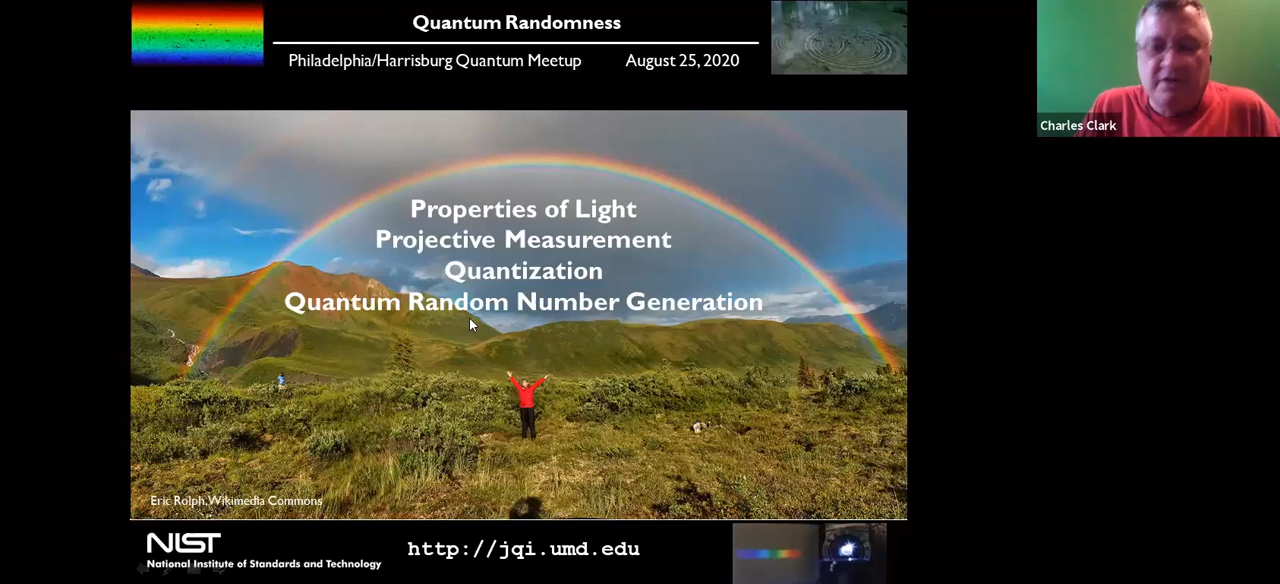 Quantum Randomness
Philadelphia/Harrisburg Quantum Meetup August 25, 2020
Charles Clark
Properties of Light
Projective Measurement
Quantization
Quantum Random Number Generation
Eric Rolph, Wikimedia Commons
NIST
National Institute of Standards and Technology
http://jqi.umd.edu